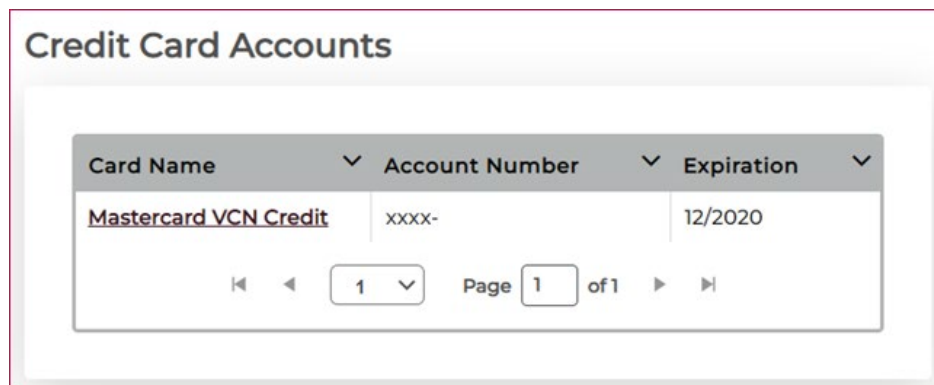 Credit Card Accounts
Card Name Account Number Expiration
Mastercard VCN Credit xxxx- 12/2020
1 Page 1 of 1